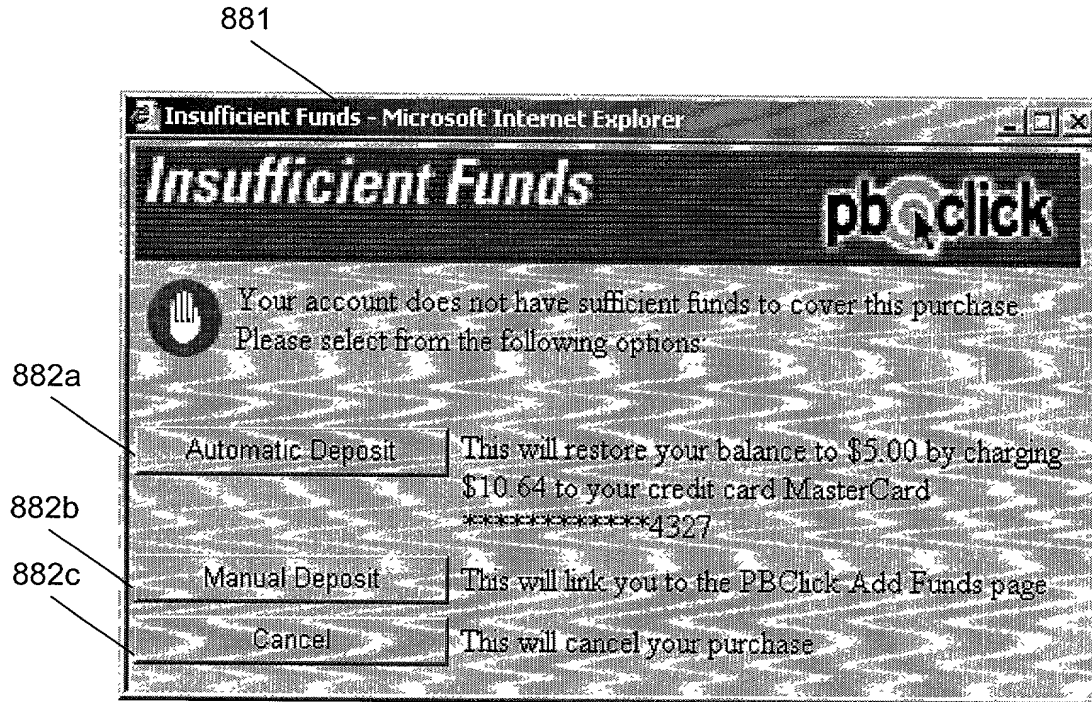 881
Insufficient Funds - Microsoft Internet Explorer
Insufficient Funds
pbclick
Your account does not have sufficient funds to cover this purchase.
Please select from the following options:
882a
Automatic Deposit This will restore your balance to $5.00 by charging
$10.64 to your credit card MasterCard
************4327
882b
Manual Deposit This will link you to the PBClick Add Funds page
882c
Cancel This will cancel your purchase